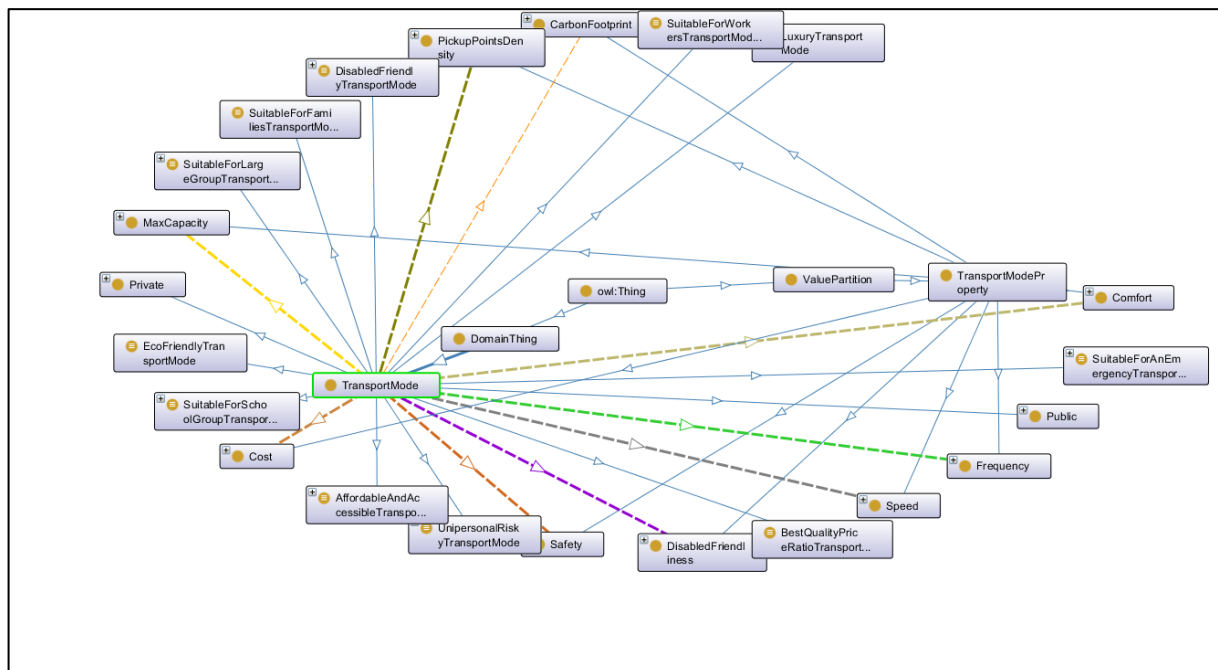 CarbonFootprint
SuitableForWork
ersTransportMod...
LuxuryTransport
Mode
PickupPointsDen
sity
DisabledFriendl
yTransportMode
SuitableForFami
liesTransportMo...
SuitableForLarg
eGroupTransport...
MaxCapacity
Private
owl:Thing
ValuePartition
TransportModePr
operty
Comfort
EcoFriendlyTran
sportMode
DomainThing
SuitableForAnEm
ergencyTranspor...
TransportMode
SuitableForScho
olGroupTranspor...
Public
Cost
Frequency
AffordableAndAc
cessibleTranspo...
Speed
UnipersonalRisk
yTransportMode
Safety
DisabledFriendl
iness
BestQualityPric
eRatioTransport...